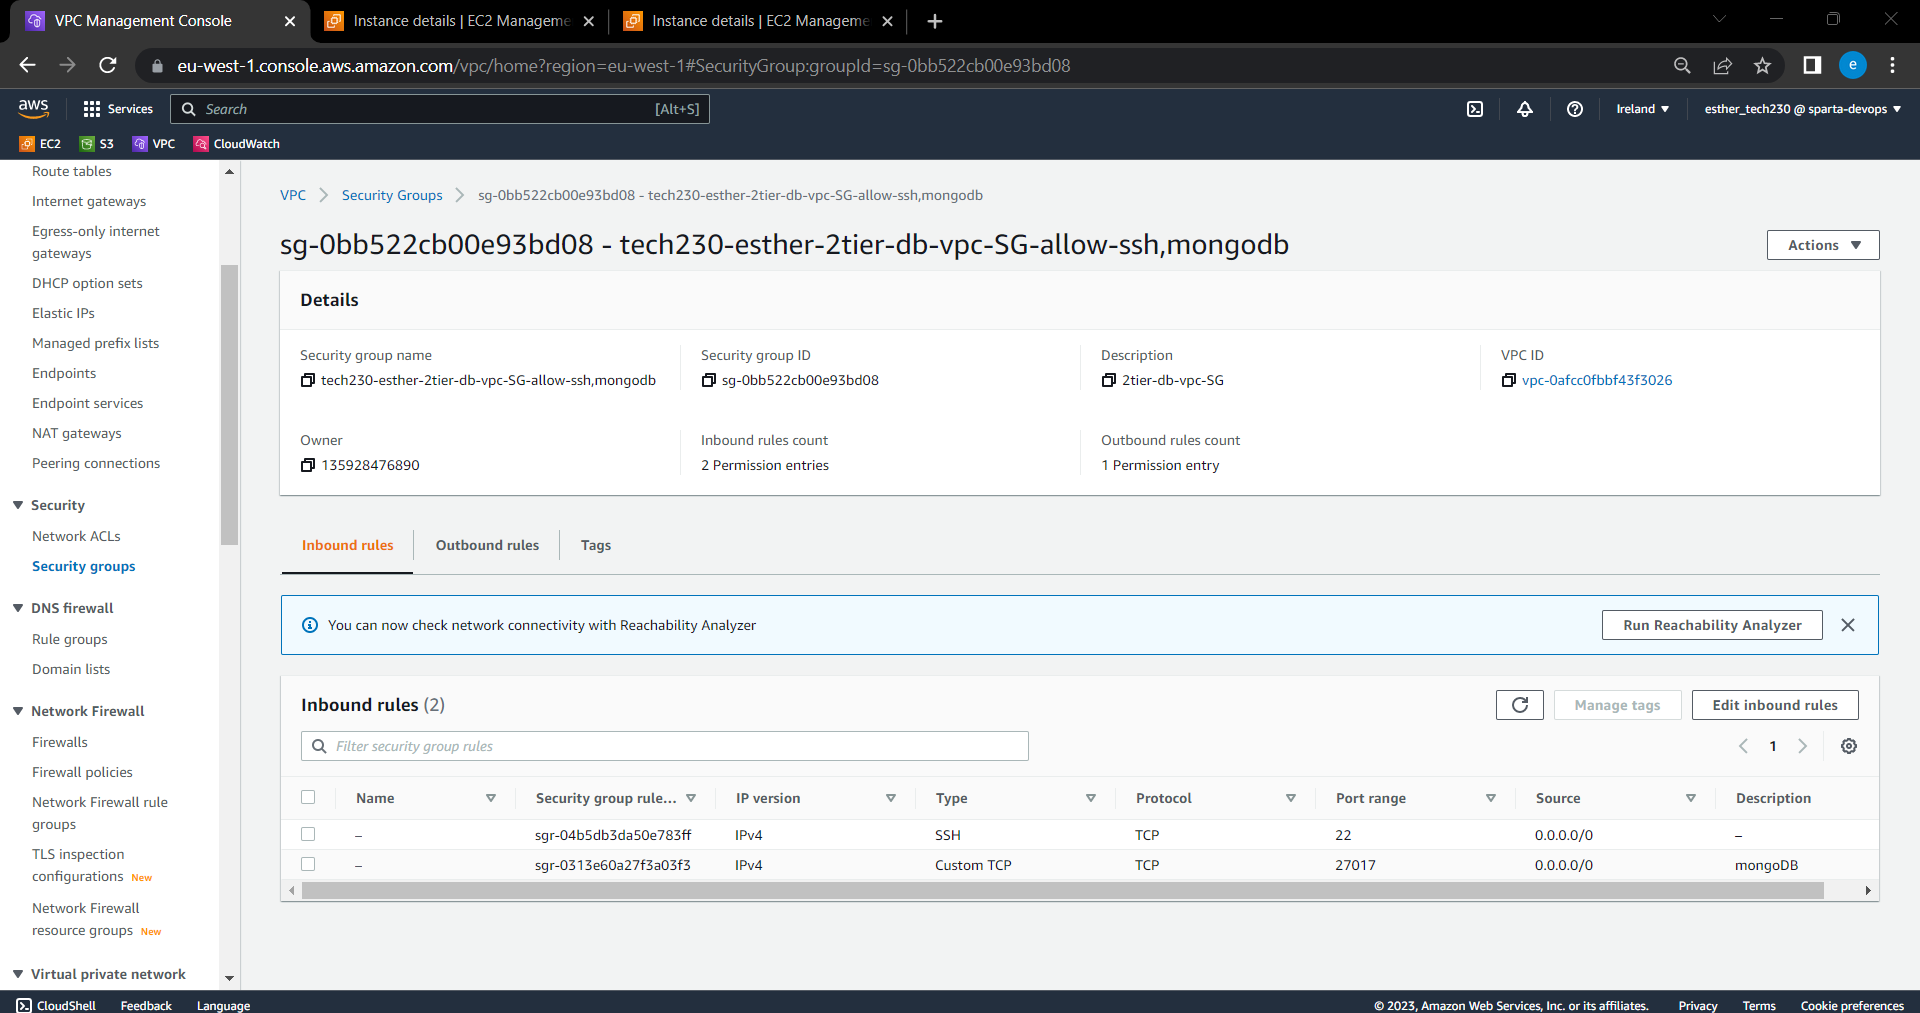 VPC Management Console
Instance details | EC2 Manageme
Instance details | EC2 Manageme
eu-west-1.console.aws.amazon.com/vpc/home?region=eu-west-1#SecurityGroup:groupId=sg-0bb522cb00e93bd08
e
aws
Services
Search
[Alt+S]
Ireland
esther_tech230 @ sparta-devops
EC2
S3
VPC
CloudWatch
Route tables
Internet gateways
Egress-only internet
gateways
DHCP option sets
Elastic IPs
Managed prefix lists
Endpoints
Endpoint services
NAT gateways
Peering connections
Security
Network ACLs
Security groups
DNS firewall
Rule groups
Domain lists
Network Firewall
Firewalls
Firewall policies
Network Firewall rule
groups
TLS inspection
configurations New
Network Firewall
resource groups New
Virtual private network
VPC
Security Groups
sg-0bb522cb00e93bd08 - tech230-esther-2tier-db-vpc-SG-allow-ssh,mongodb
sg-0bb522cb00e93bd08 - tech230-esther-2tier-db-vpc-SG-allow-ssh,mongodb
Actions
Details
Security group name
tech230-esther-2tier-db-vpc-SG-allow-ssh,mongodb
Security group ID
sg-0bb522cb00e93bd08
Description
2tier-db-vpc-SG
VPC ID
vpc-0afcc0fbbf43f3026
Owner
135928476890
Inbound rules count
2 Permission entries
Outbound rules count
1 Permission entry
Inbound rules
Outbound rules
Tags
You can now check network connectivity with Reachability Analyzer
Run Reachability Analyzer
Inbound rules (2)
Manage tags
Edit inbound rules
Filter security group rules
1
Name
Security group rule...
IP version
Type
Protocol
Port range
Source
Description
– sgr-04b5db3da50e783ff IPv4 SSH TCP 22 0.0.0.0/0 –
– sgr-0313e60a27f3a03f3 IPv4 Custom TCP TCP 27017 0.0.0.0/0 mongoDB
CloudShell
Feedback
Language
© 2023, Amazon Web Services, Inc. or its affiliates.
Privacy
Terms
Cookie preferences